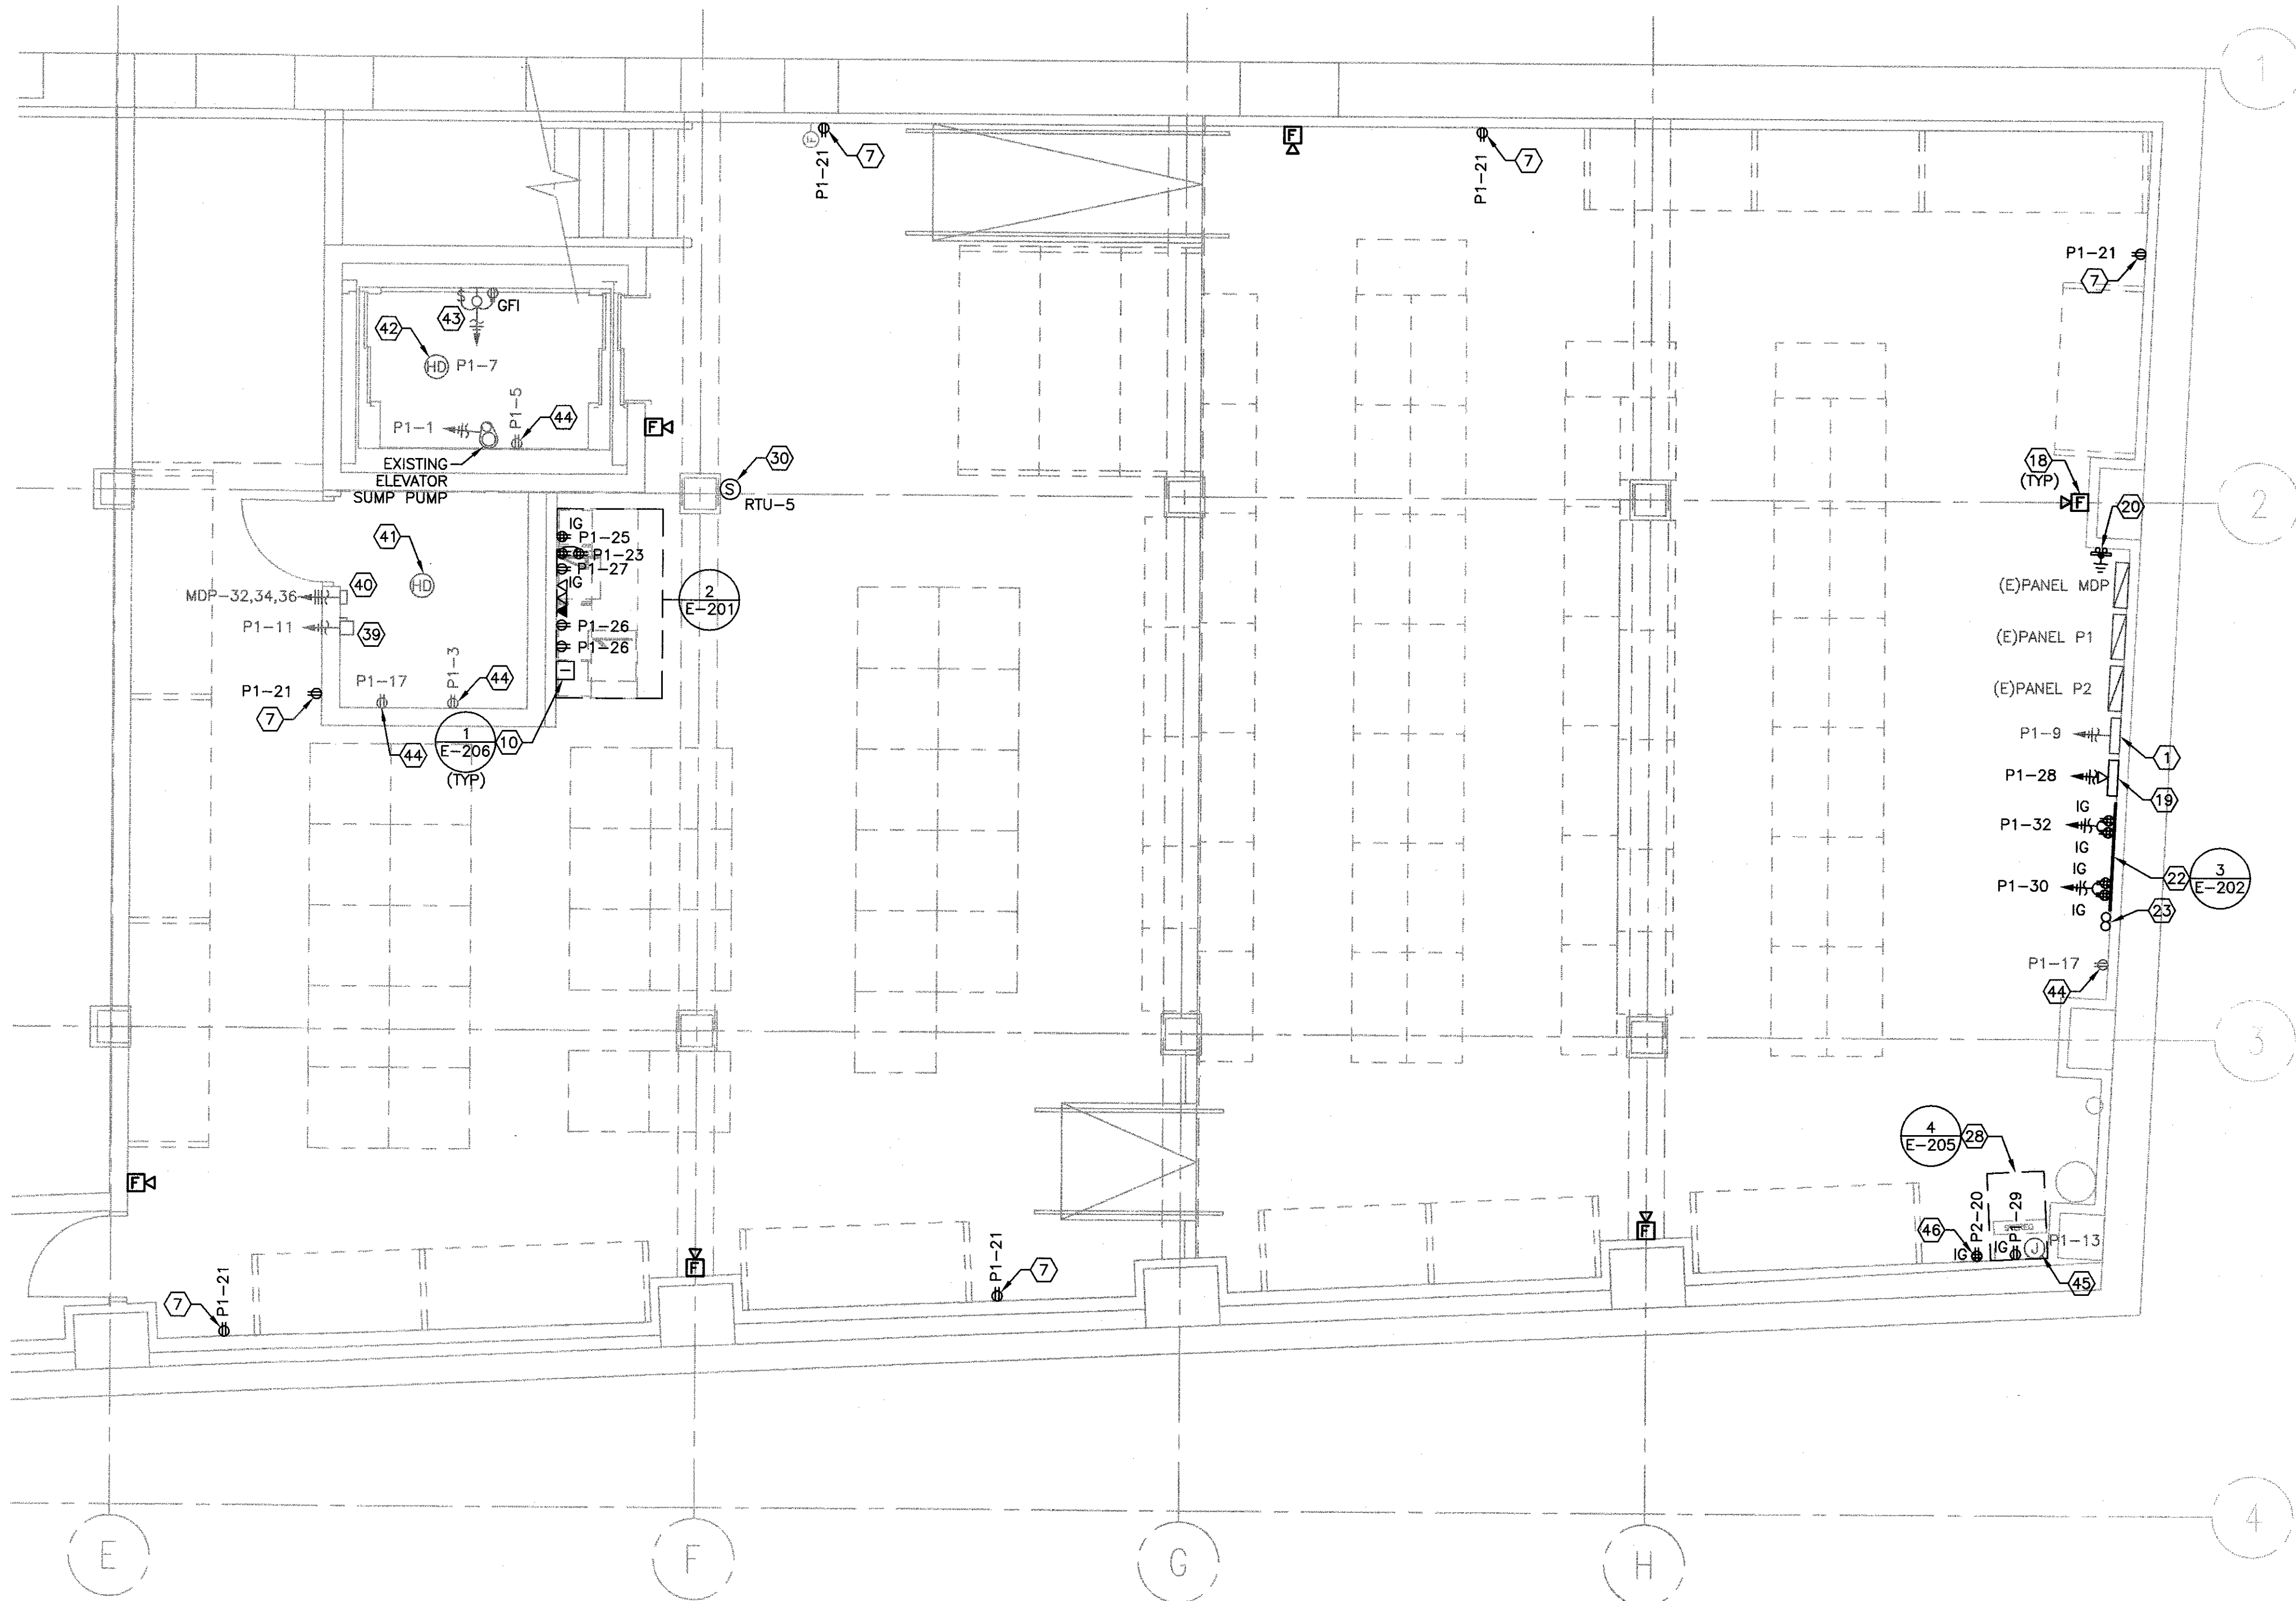 1
F
F
P1-21
7
F
P1-21
7
P1-21
7
GFI
43
42
HD
P1-7
P1-5
44
P1-1
F
EXISTING
ELEVATOR
SUMP PUMP
30
S
RTU-5
18
(TYP)
F
2
20
IG
P1-25
P1-23
P1-27
IG
41
HD
40
MDP-32,34,36
P1-11
39
2
E-201
P1-26
P1-26
(E)PANEL MDP
(E)PANEL P1
(E)PANEL P2
P1-3
44
P1-17
P1-21
7
1
E-206
10
44
(TYP)
P1-9
1
P1-28
19
IG
P1-32
IG
IG
P1-30
IG
22
3
E-202
23
P1-17
44
3
4
E-205
28
F
F
F
P2-20
P1-29
46
IG
IG
J
P1-13
45
P1-21
7
P1-21
7
4
E
F
G
H